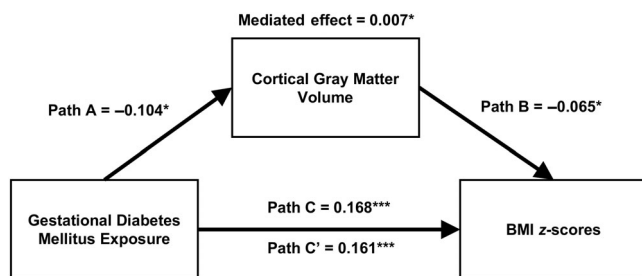 Mediated effect = 0.007*
Cortical Gray Matter
Volume
Path A = –0.104*
Path B = –0.065*
Gestational Diabetes
Mellitus Exposure
Path C = 0.168***
Path C' = 0.161***
BMI z-scores